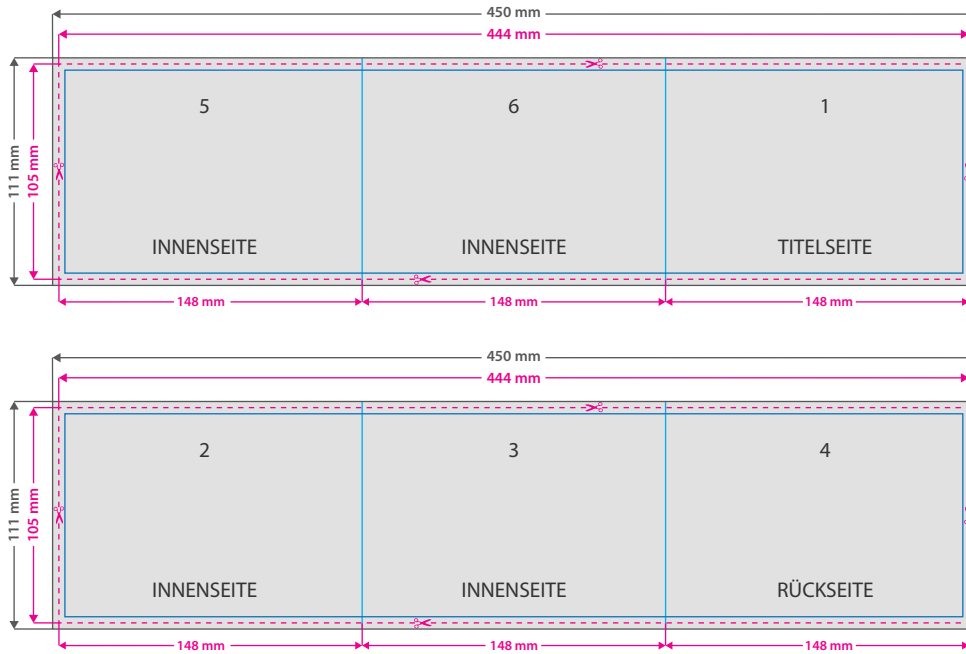 450 mm
444 mm
111 mm
105 mm
5 6 1
INNENSEITE INNENSEITE TITELSEITE
148 mm 148 mm 148 mm
450 mm
444 mm
111 mm
105 mm
2 3 4
INNENSEITE INNENSEITE RÜCKSEITE
148 mm 148 mm 148 mm